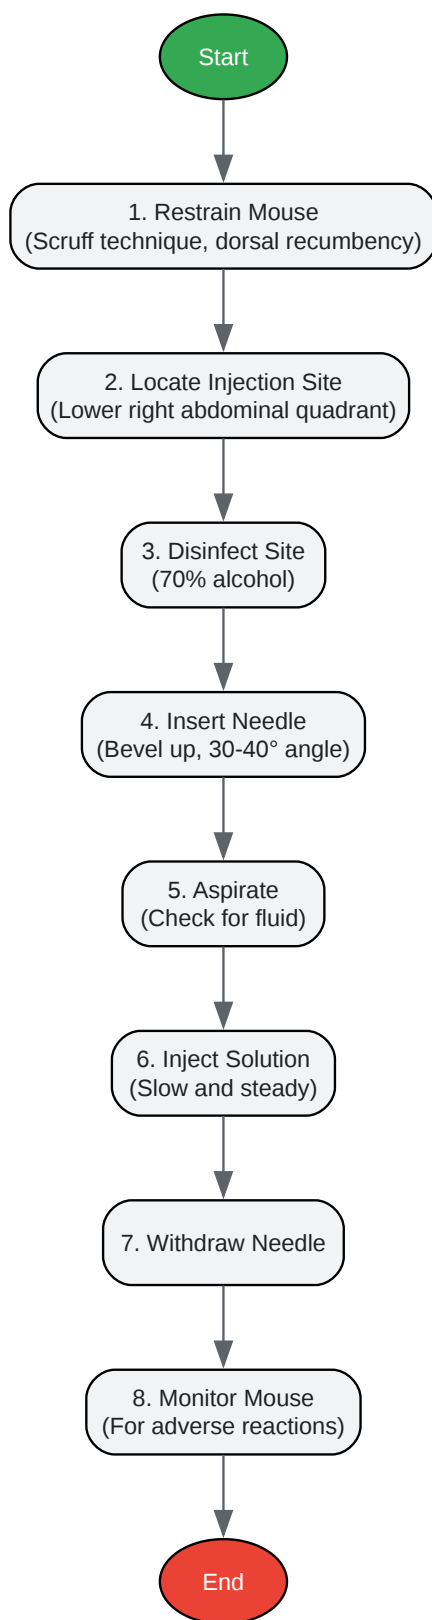 Start
1. Restrain Mouse
(Scruff technique, dorsal recumbency)
2. Locate Injection Site
(Lower right abdominal quadrant)
3. Disinfect Site
(70% alcohol)
4. Insert Needle
(Bevel up, 30-40° angle)
5. Aspirate
(Check for fluid)
6. Inject Solution
(Slow and steady)
7. Withdraw Needle
8. Monitor Mouse
(For adverse reactions)
End